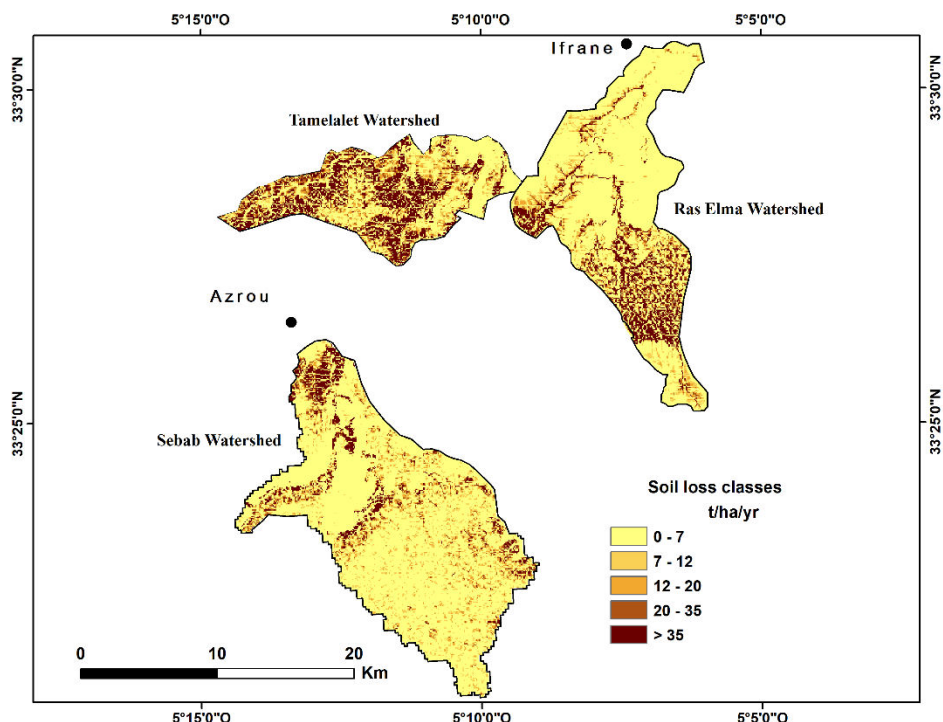 5°15'0"W 5°10'0"W 5°5'0"W
Ifrane
33°30'0"N 33°30'0"N
Tamelalet Watershed
Ras Elma Watershed
Azrou
33°25'0"N 33°25'0"N
Sebab Watershed
Soil loss classes
t/ha/yr
0 - 7
7 - 12
12 - 20
20 - 35
> 35
0 10 20
Km
5°15'0"W 5°10'0"W 5°5'0"W